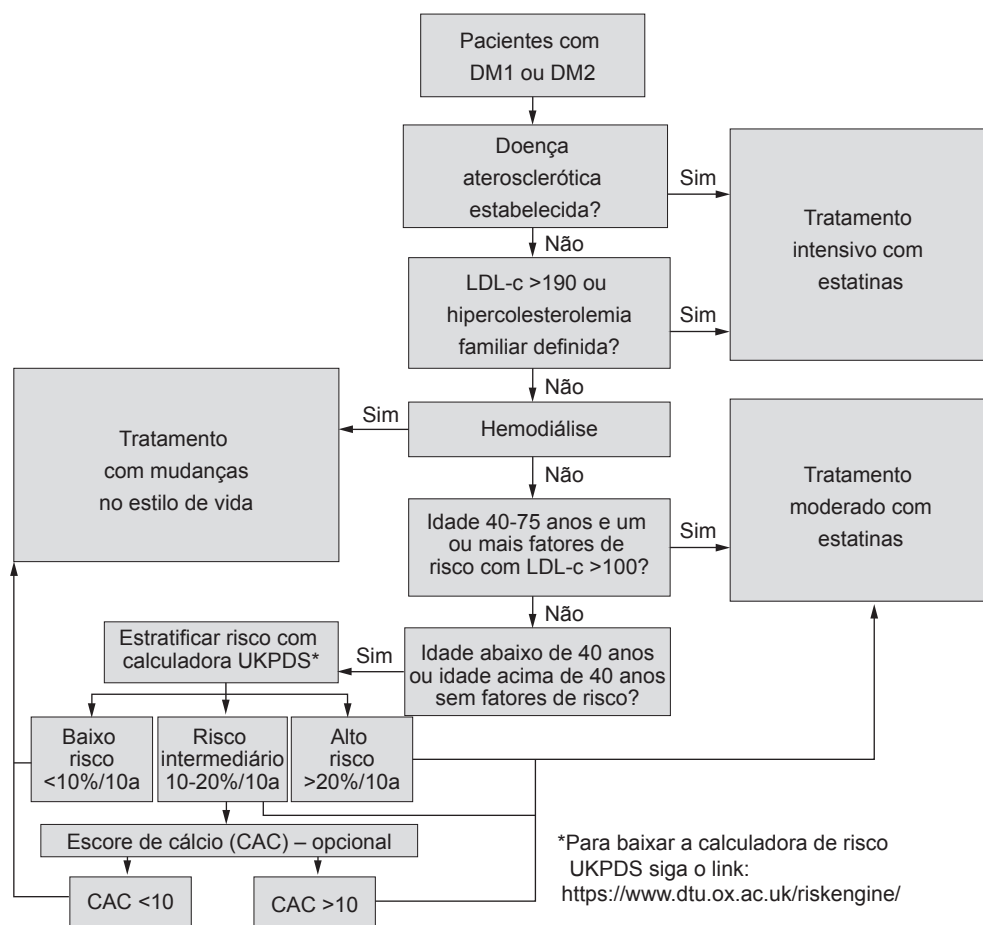 Pacientes com
DM1 ou DM2
Doença
aterosclerótica
estabelecida?
Sim
Tratamento
intensivo com
estatinas
Não
LDL-c >190 ou
hipercolesterolemia
familiar definida?
Sim
Não
Hemodiálise
Sim
Tratamento
com mudanças
no estilo de vida
Não
Idade 40-75 anos e um
ou mais fatores de
risco com LDL-c >100?
Sim
Tratamento
moderado com
estatinas
Não
Idade abaixo de 40 anos
ou idade acima de 40 anos
sem fatores de risco?
Sim
Estratificar risco com
calculadora UKPDS*
Baixo
risco
<10%/10a
Risco
intermediário
10-20%/10a
Alto
risco
>20%/10a
Escore de cálcio (CAC) – opcional
CAC <10
CAC >10
*Para baixar a calculadora de risco
UKPDS siga o link:
https://www.dtu.ox.ac.uk/riskengine/